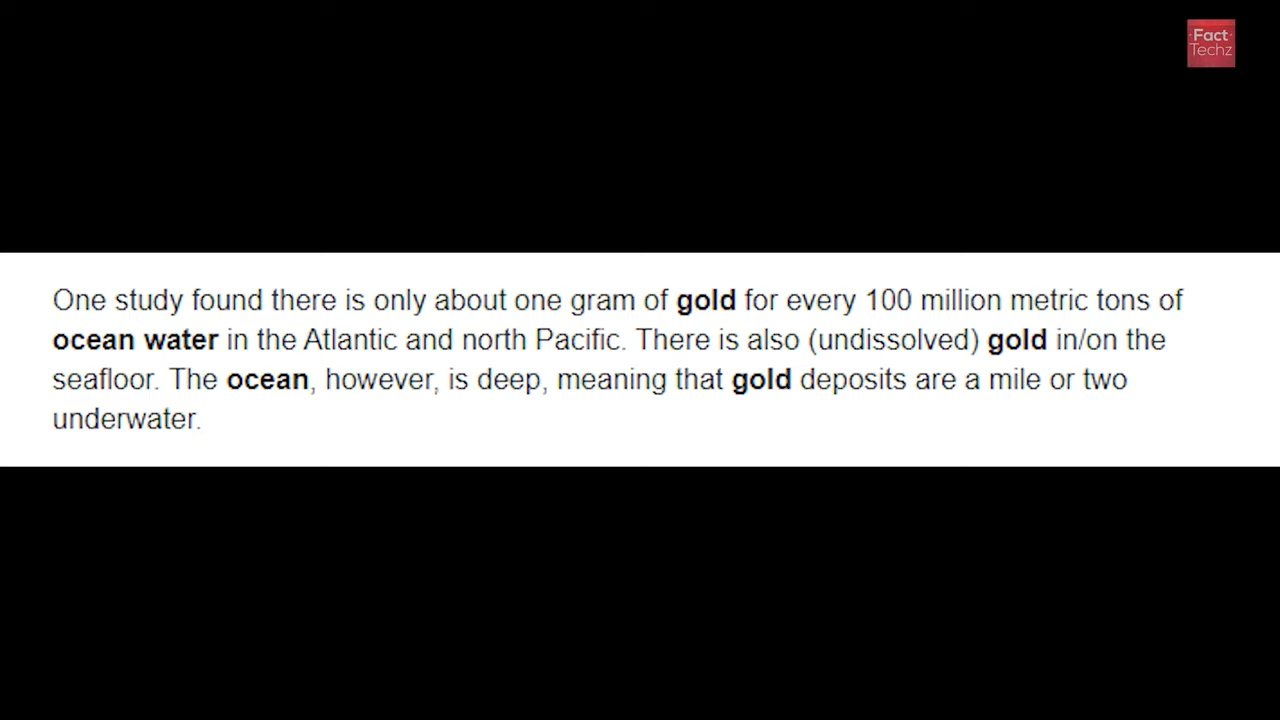 Fact
Techz
One study found there is only about one gram of gold for every 100 million metric tons of
ocean water in the Atlantic and north Pacific. There is also (undissolved) gold in/on the
seafloor. The ocean, however, is deep, meaning that gold deposits are a mile or two
underwater.